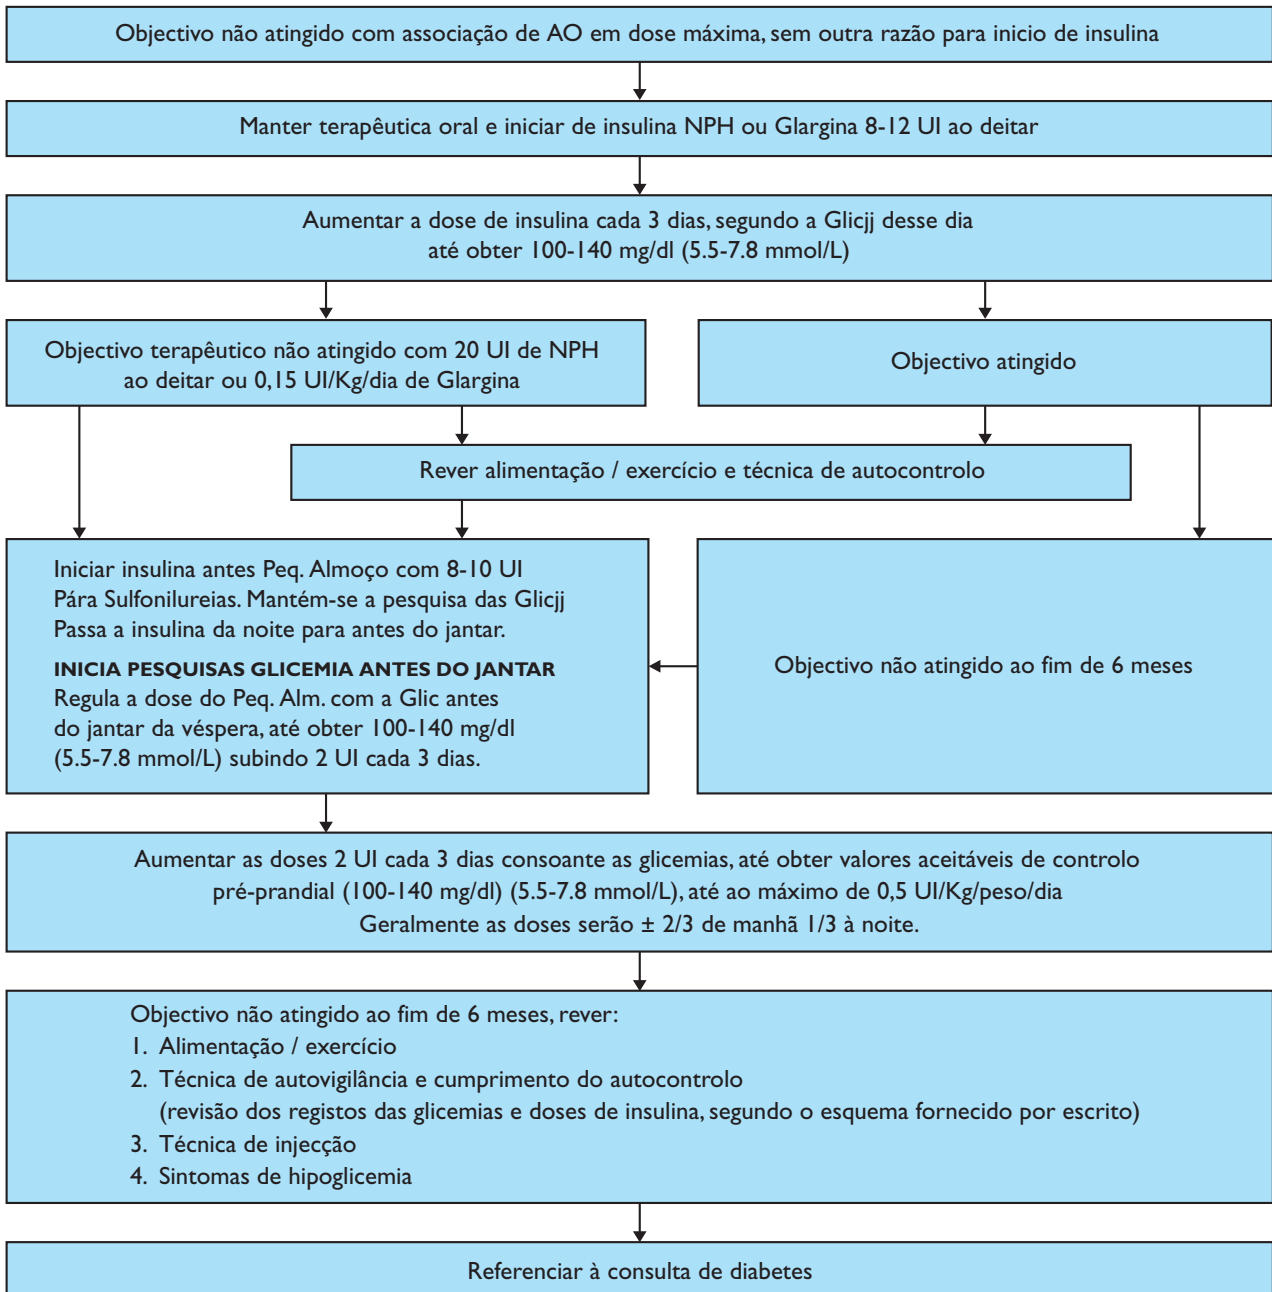 Objectivo não atingido com associação de AO em dose máxima, sem outra razão para inicio de insulina
Manter terapêutica oral e iniciar de insulina NPH ou Glargina 8-12 UI ao deitar
Aumentar a dose de insulina cada 3 dias, segundo a Glicjj desse dia
até obter 100-140 mg/dl (5.5-7.8 mmol/L)
Objectivo terapêutico não atingido com 20 UI de NPH
ao deitar ou 0,15 UI/Kg/dia de Glargina
Objectivo atingido
Rever alimentação / exercício e técnica de autocontrolo
Iniciar insulina antes Peq. Almoço com 8-10 UI
Pára Sulfonilureias. Mantém-se a pesquisa das Glicjj
Passa a insulina da noite para antes do jantar.
INICIA PESQUISAS GLICEMIA ANTES DO JANTAR
Regula a dose do Peq. Alm. com a Glic antes
do jantar da véspera, até obter 100-140 mg/dl
(5.5-7.8 mmol/L) subindo 2 UI cada 3 dias.
Objectivo não atingido ao fim de 6 meses
Aumentar as doses 2 UI cada 3 dias consoante as glicemias, até obter valores aceitáveis de controlo
pré-prandial (100-140 mg/dl) (5.5-7.8 mmol/L), até ao máximo de 0,5 UI/Kg/peso/dia
Geralmente as doses serão ± 2/3 de manhã 1/3 à noite.
Objectivo não atingido ao fim de 6 meses, rever:
1. Alimentação / exercício
2. Técnica de autovigilância e cumprimento do autocontrolo
(revisão dos registos das glicemias e doses de insulina, segundo o esquema fornecido por escrito)
3. Técnica de injecção
4. Sintomas de hipoglicemia
Referenciar à consulta de diabetes